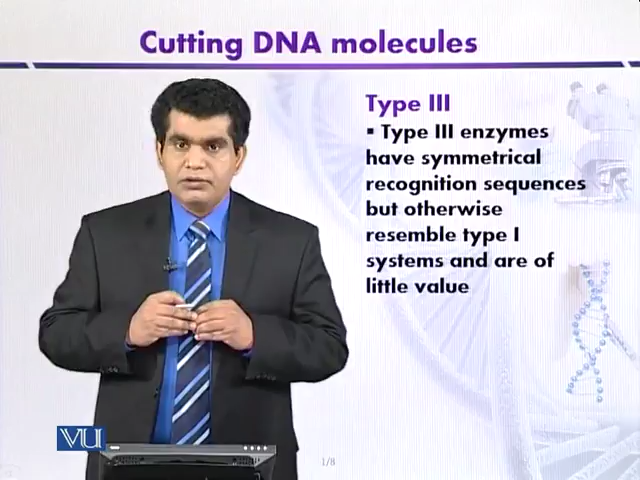 Cutting DNA molecules
Type III
▪ Type III enzymes
have symmetrical
recognition sequences
but otherwise
resemble type I
systems and are of
little value
VU
1/8